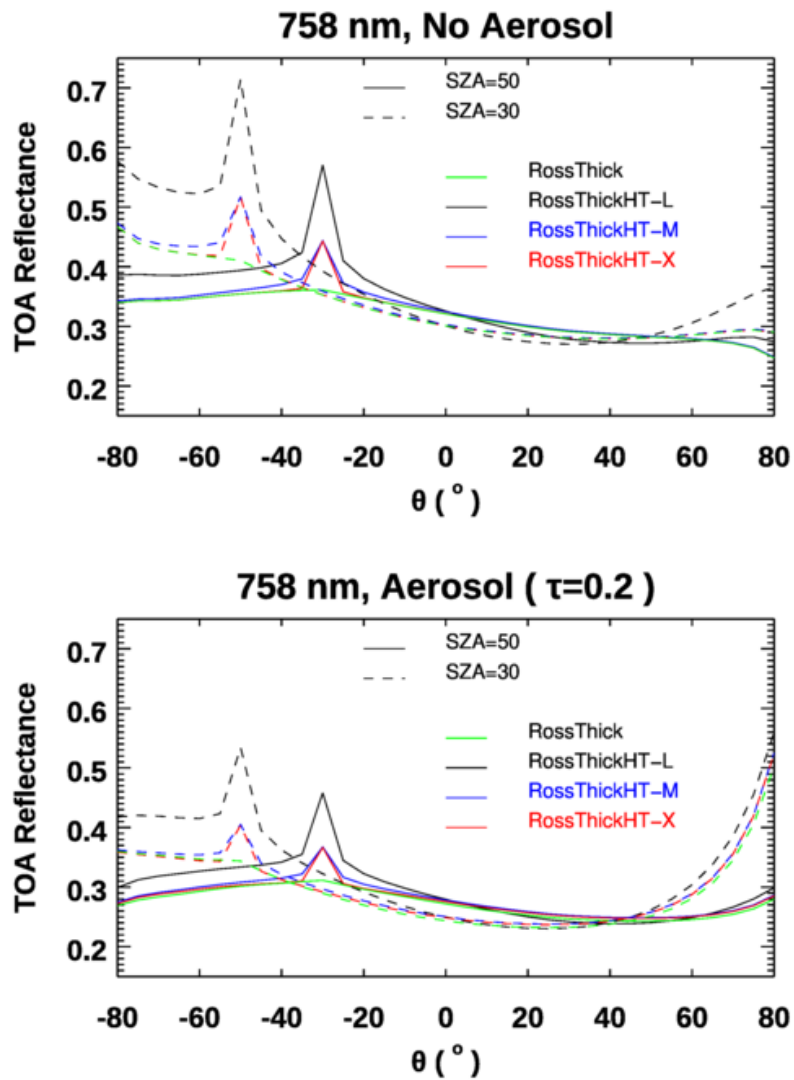 758 nm, No Aerosol
SZA=50
SZA=30
RossThick
RossThickHT-L
RossThickHT-M
RossThickHT-X
TOA Reflectance
0.7
0.6
0.5
0.4
0.3
0.2
-80 -60 -40 -20 0 20 40 60 80
θ ( ° )
758 nm, Aerosol ( τ=0.2 )
SZA=50
SZA=30
RossThick
RossThickHT-L
RossThickHT-M
RossThickHT-X
TOA Reflectance
0.7
0.6
0.5
0.4
0.3
0.2
-80 -60 -40 -20 0 20 40 60 80
θ ( ° )